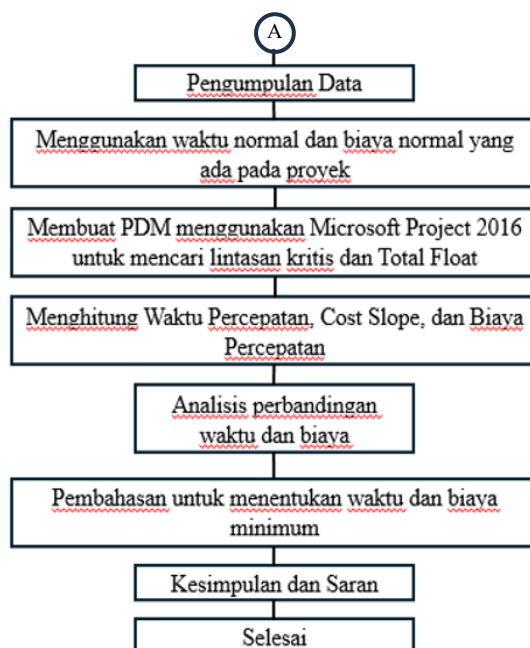 A
Pengumpulan Data
Menggunakan waktu normal dan biaya normal yang
ada pada proyek
Membuat PDM menggunakan Microsoft Project 2016
untuk mencari lintasan kritis dan Total Float
Menghitung Waktu Percepatan, Cost Slope, dan Biaya
Percepatan
Analisis perbandingan
waktu dan biaya
Pembahasan untuk menentukan waktu dan biaya
minimum
Kesimpulan dan Saran
Selesai